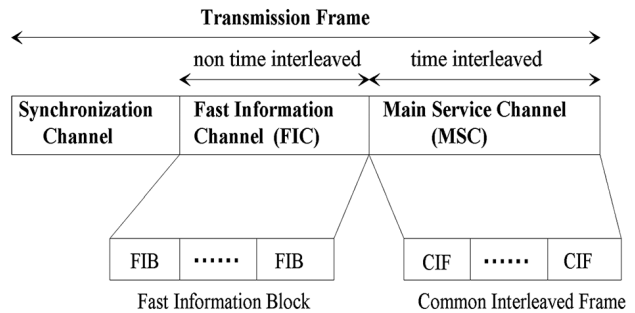 Transmission Frame
non time interleaved
time interleaved
Synchronization Channel
Fast Information Channel (FIC)
Main Service Channel (MSC)
FIB ······ FIB
CIF ······ CIF
Fast Information Block
Common Interleaved Frame